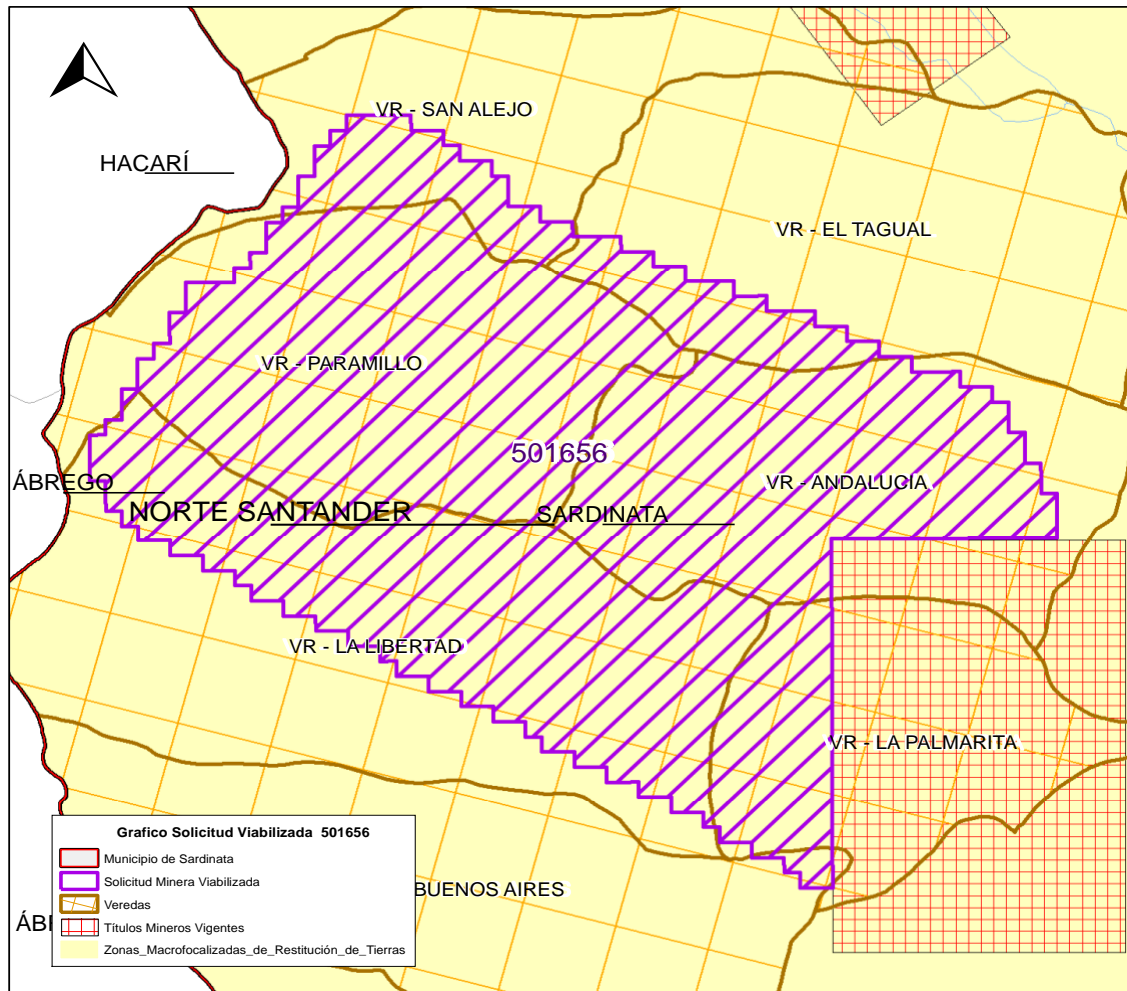 VR - SAN ALEJO
HACARÍ
VR - EL TAGUAL
VR - PARAMILLO
501656
ÁBREGO
VR - ANDALUCIA
NORTE SANTANDER
SARDINATA
VR - LA LIBERTAD
VR - LA PALMARITA
BUENOS AIRES
ÁB
Grafico Solicitud Viabilizada 501656
Municipio de Sardinata
Solicitud Minera Viabilizada
Veredas
Títulos Mineros Vigentes
Zonas_Macrofocalizadas_de_Restitución_de_Tierras